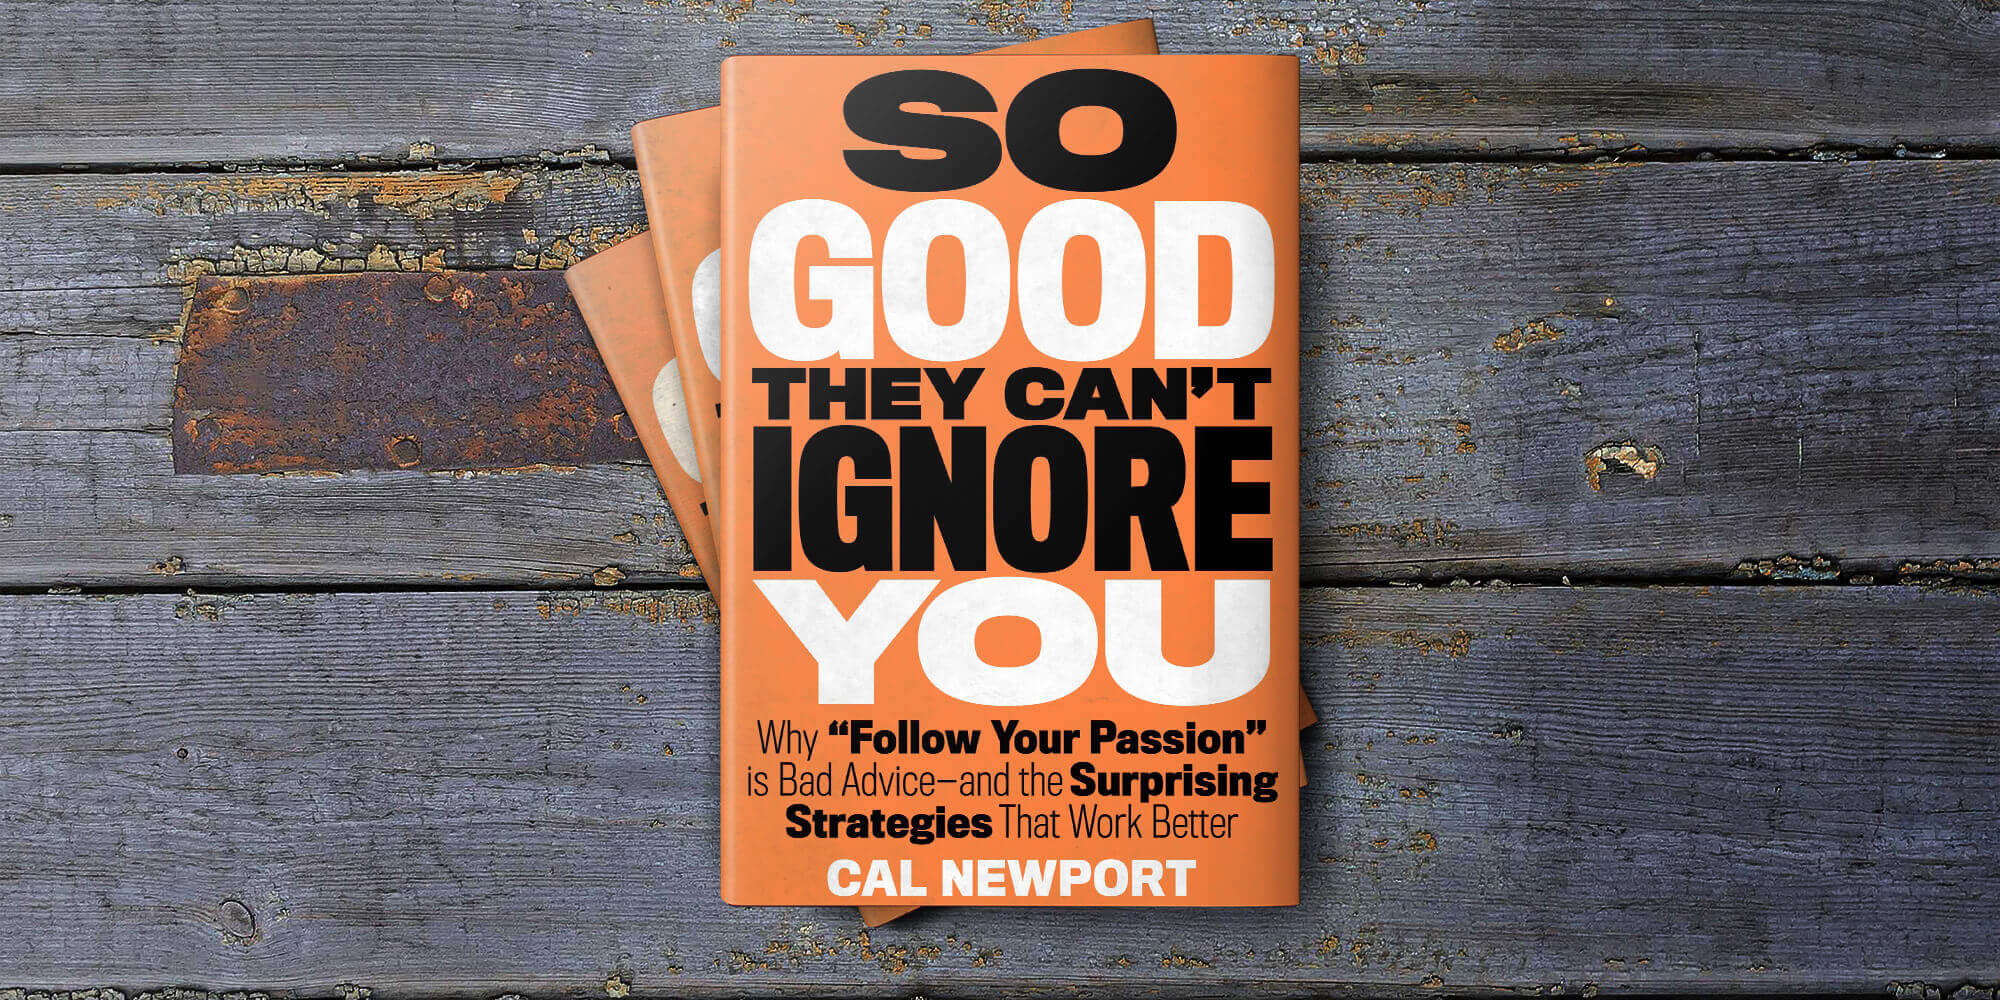 SO
GOOD
THEY CAN'T
IGNORE
YOU
Why “Follow Your Passion”
is Bad Advice—and the Surprising
Strategies That Work Better
CAL NEWPORT